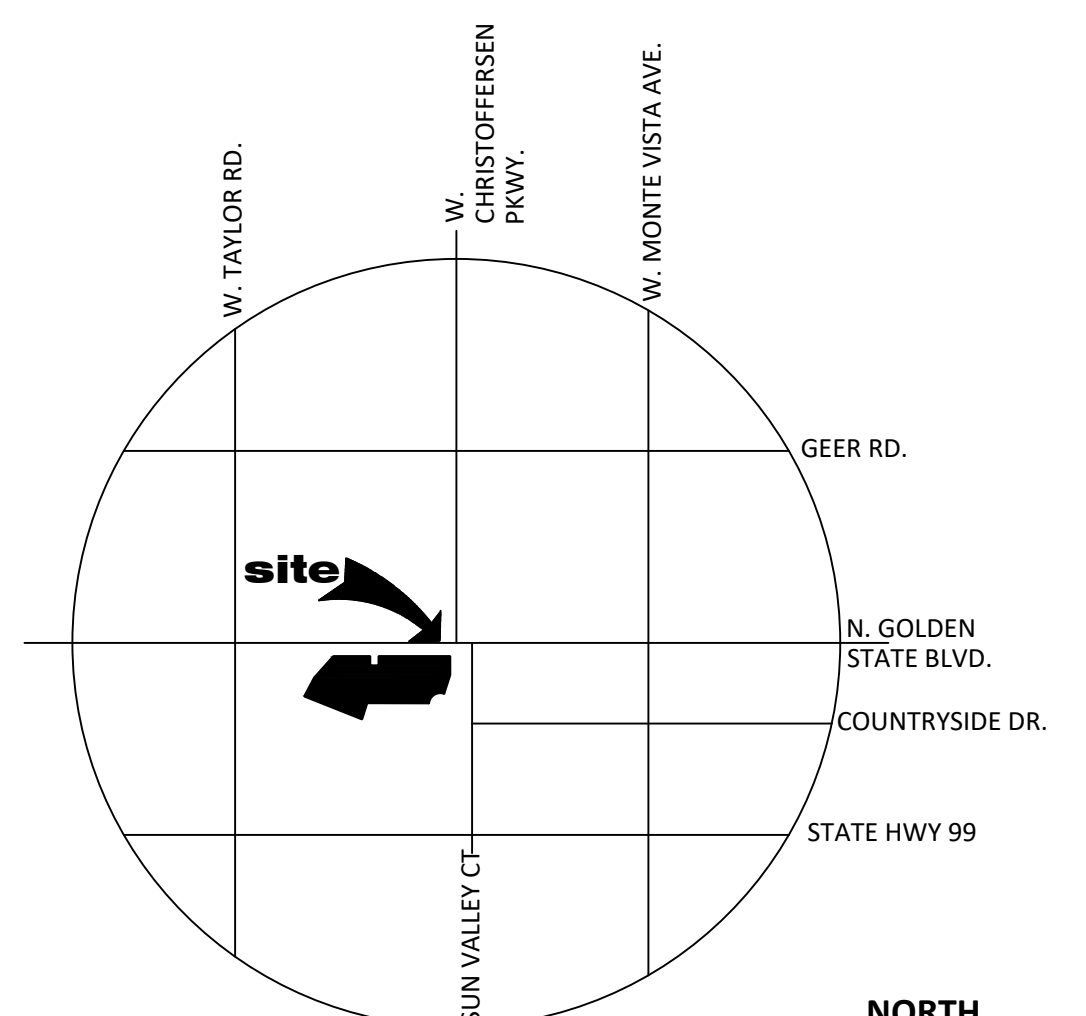 W. TAYLOR RD.
W.
CHRISTOFFERSEN
PKWY.
W. MONTE VISTA AVE.
GEER RD.
site
N. GOLDEN
STATE BLVD.
COUNTRYSIDE DR.
STATE HWY 99
SUN VALLEY CT
NORTH